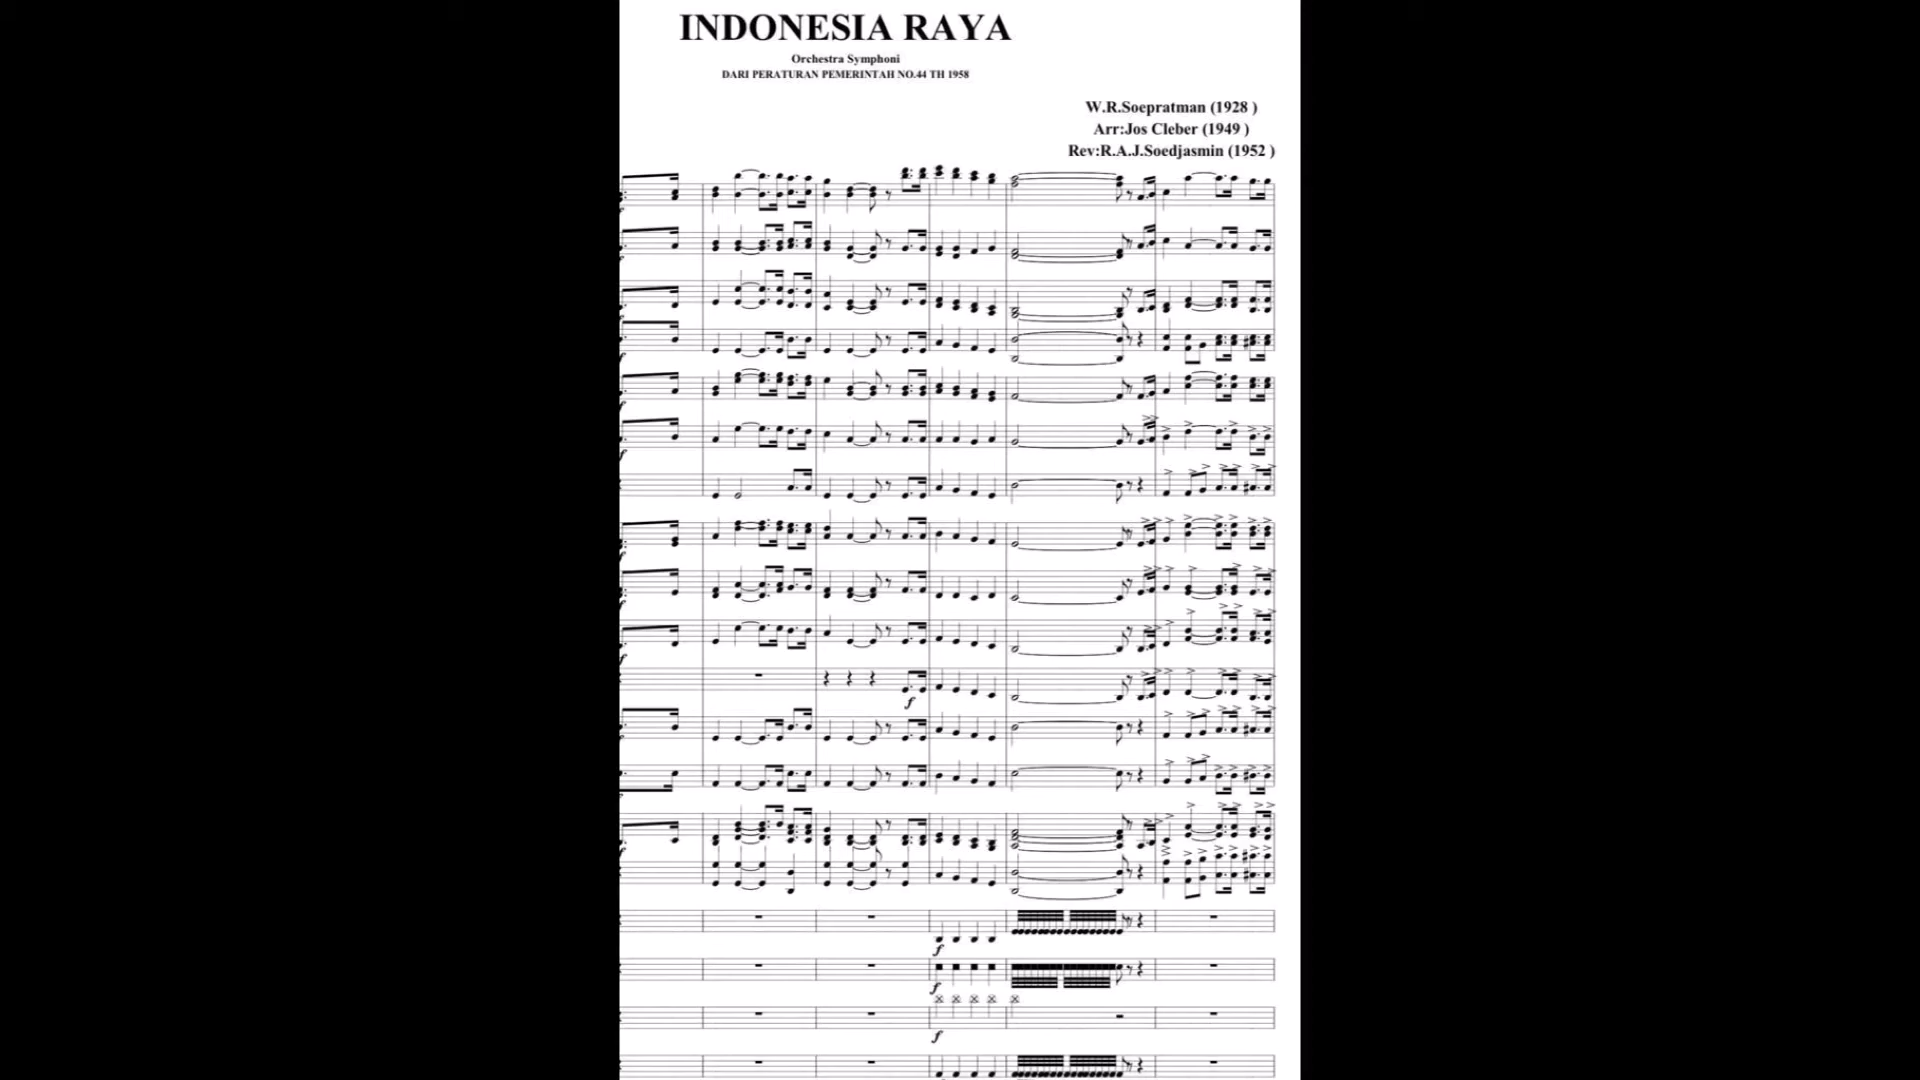 INDONESIA RAYA
Orchestra Symphoni
DARI PERATURAN PEMERINTAH NO.44 TH 1958
W.R.Soepratman (1928 )
Arr:Jos Cleber (1949 )
Rev:R.A.J.Soedjasmin (1952 )
f
f
f
f